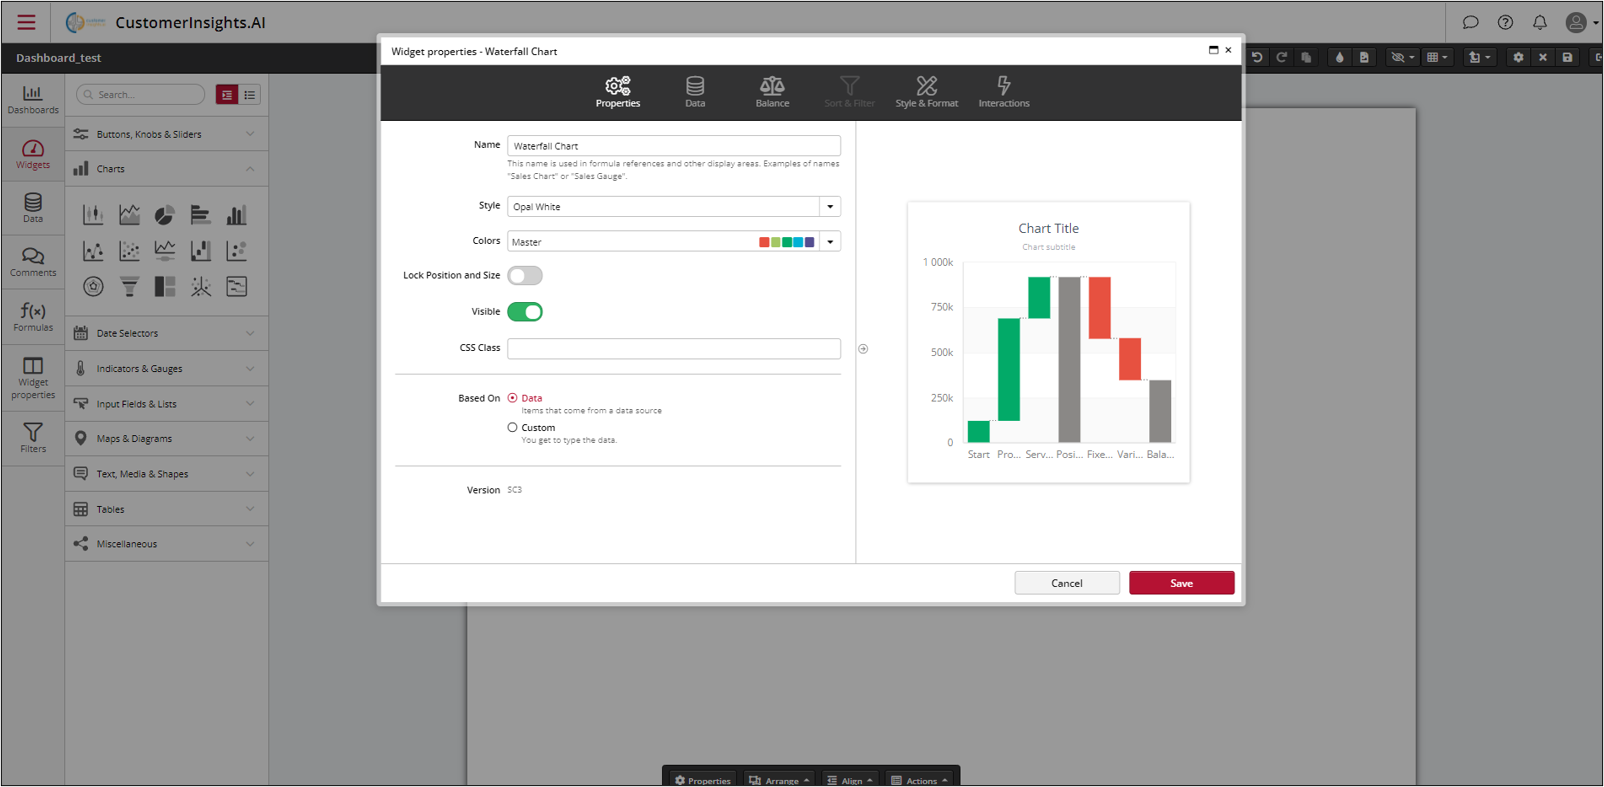 CustomerInsights.AI
Dashboard_test
Dashboards
Widgets
Data
Comments
f(x)
Formulas
Widget
properties
Filters
Search...
Buttons, Knobs & Sliders
Charts
Date Selectors
Indicators & Gauges
Input Fields & Lists
Maps & Diagrams
Text, Media & Shapes
Tables
Miscellaneous
Widget properties - Waterfall Chart
Properties
Data
Balance
Sort & Filter
Style & Format
Interactions
Name
Waterfall Chart
This name is used in formula references and other display areas. Examples of names
"Sales Chart" or "Sales Gauge".
Style
Opal White
Colors
Master
Lock Position and Size
Visible
CSS Class
Based On
Data
Items that come from a data source
Custom
You get to type the data.
Version
SC3
Chart Title
Chart subtitle
1 000k
750k
500k
250k
0
Start
Pro...
Serv...
Posi...
Fixe...
Vari...
Bala...
Cancel
Save
Properties
Arrange
Align
Actions